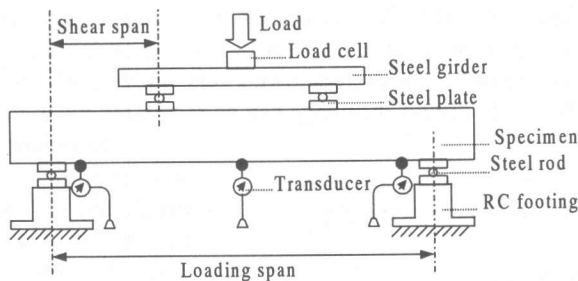 Load
Shear span
Load cell
Steel girder
Steel plate
Specimen
Steel rod
Transducer
RC footing
Loading span